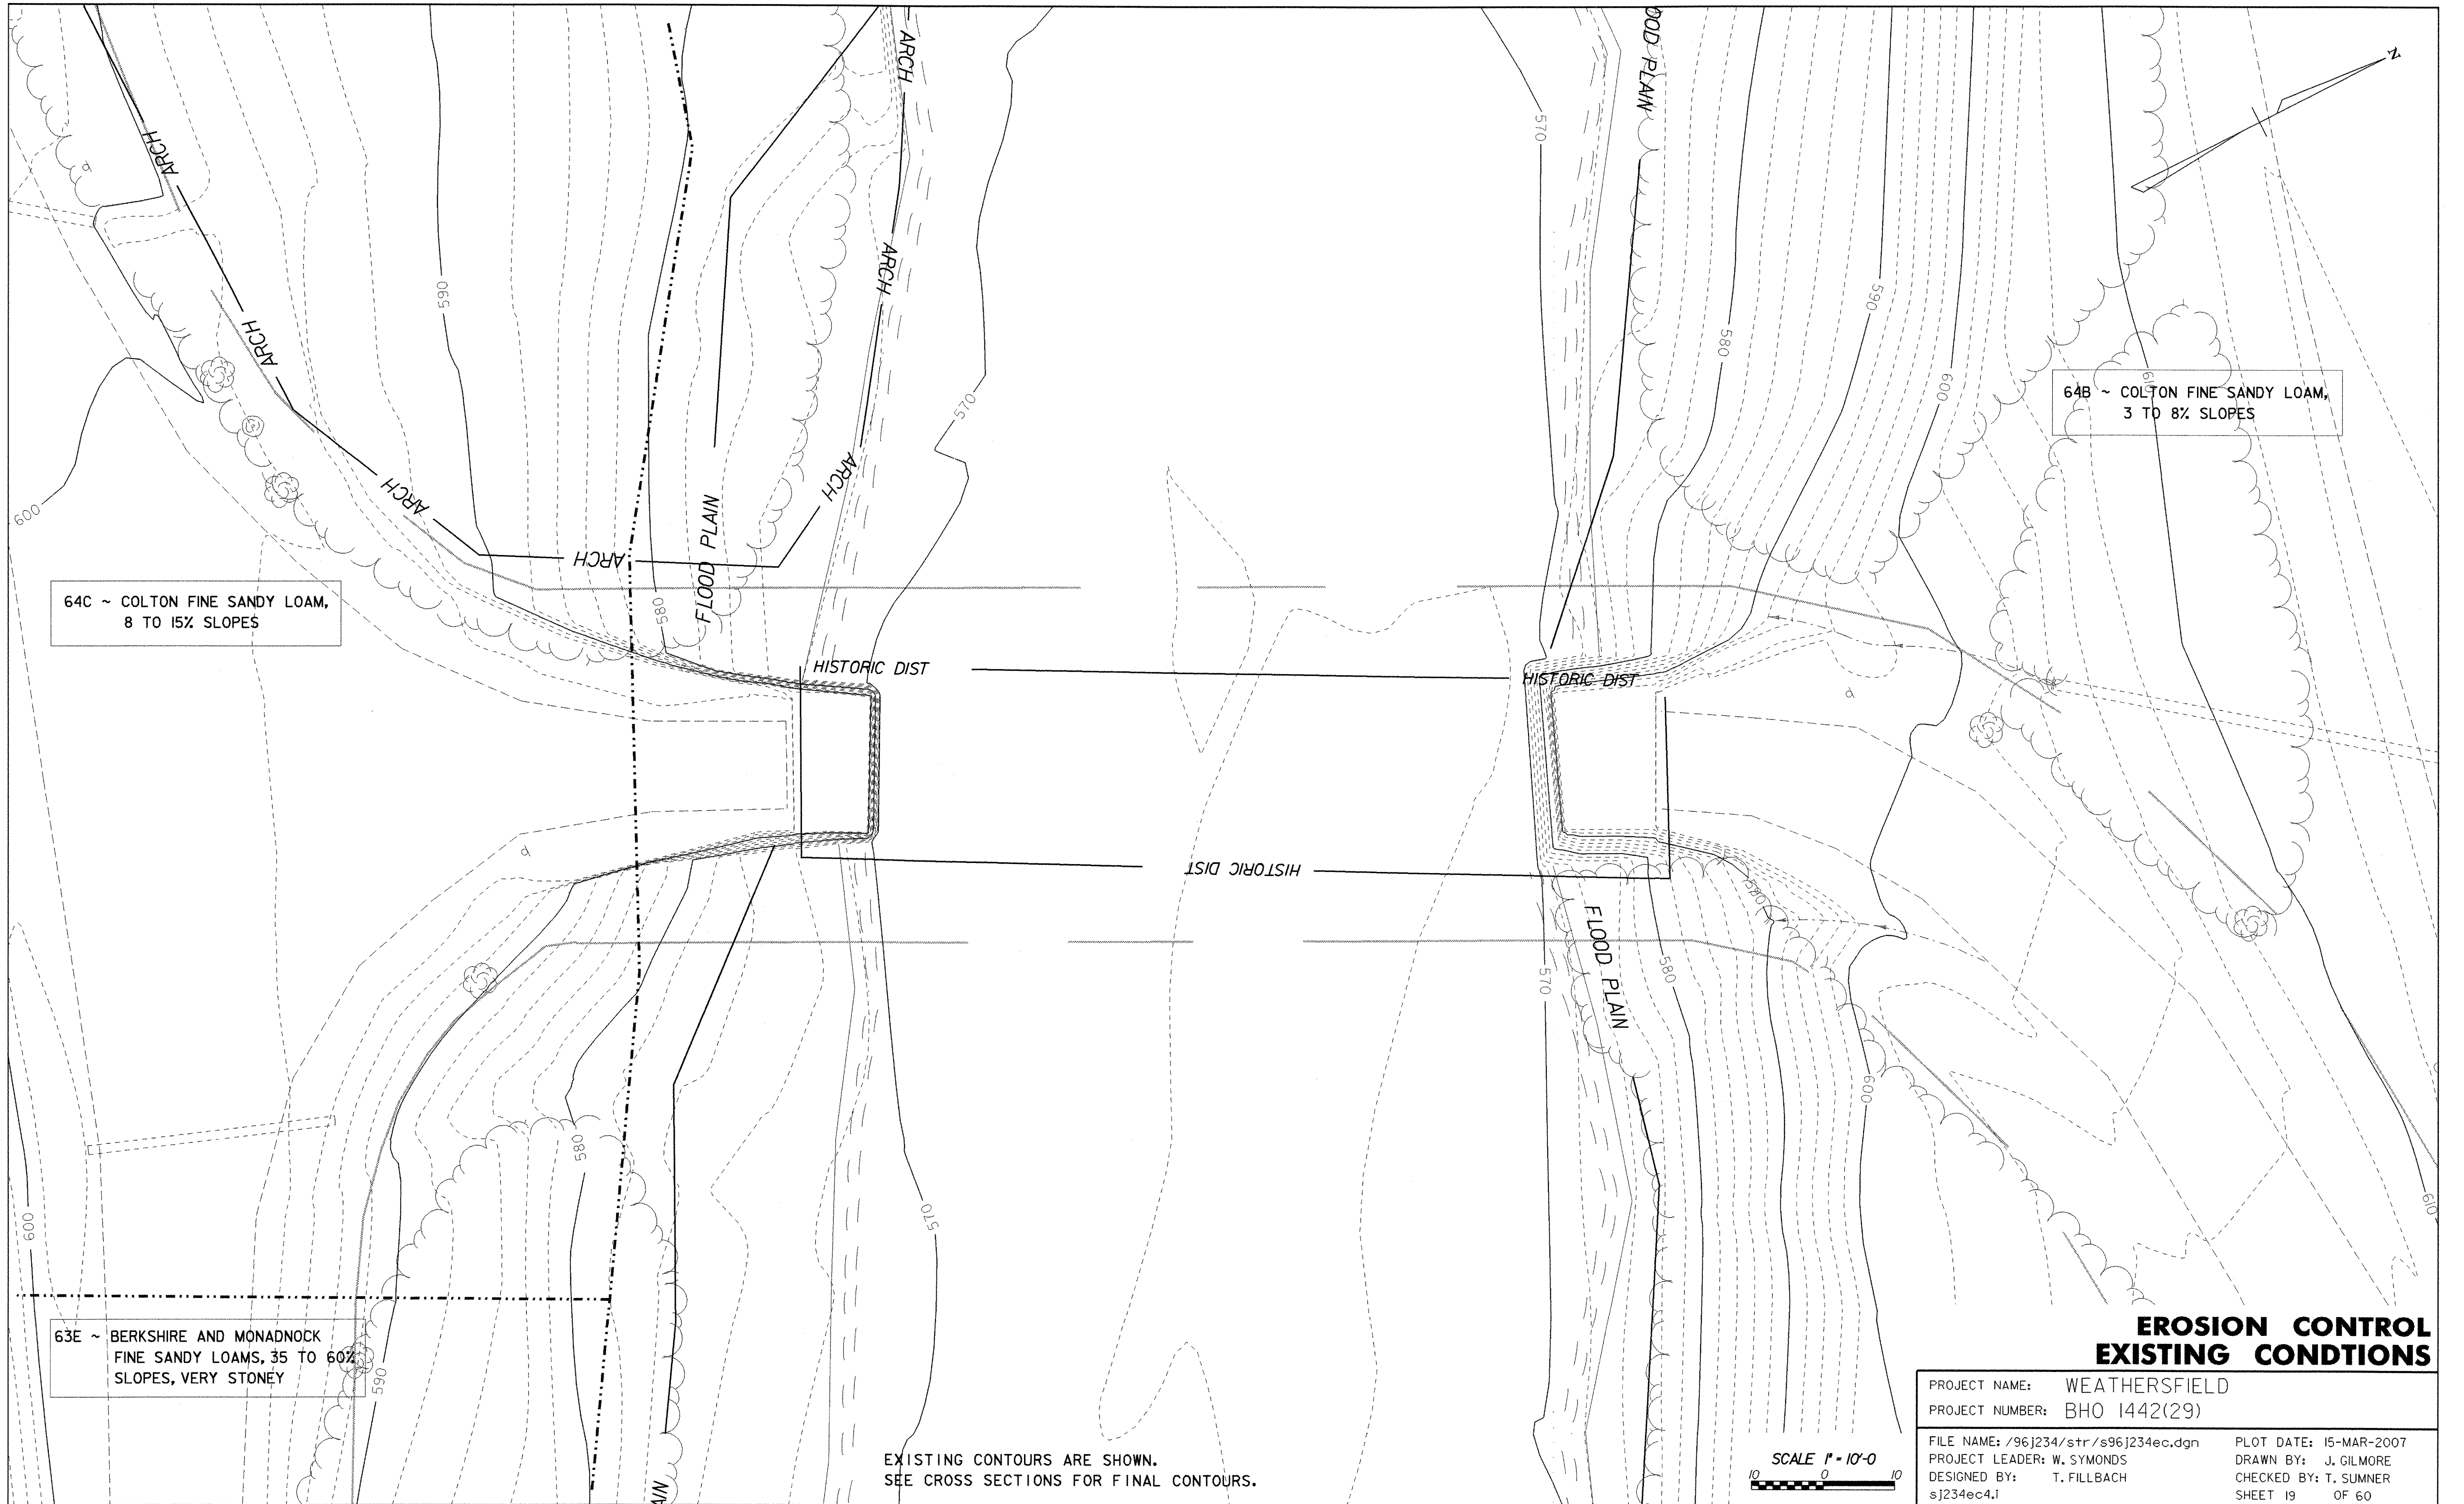 ARCH
OOD PLAIN
N
ARCH
570
ARCH
590
590
580
ARCH
64B ~ COLTON FINE SANDY LOAM,
3 TO 8% SLOPES
610
600
570
ARCH
ARCH
600
FLOOD PLAIN
ARCH
580
64C ~ COLTON FINE SANDY LOAM,
8 TO 15% SLOPES
HISTORIC DIST
HISTORIC DIST
HISTORIC DIST
580
FLOOD PLAIN
580
570
600
580
570
600
610
63E ~ BERKSHIRE AND MONADNOCK
FINE SANDY LOAMS, 35 TO 60%
SLOPES, VERY STONEY
590
AIN
EXISTING CONTOURS ARE SHOWN.
SEE CROSS SECTIONS FOR FINAL CONTOURS.
SCALE 1" = 10'-0
10 0 10
EROSION CONTROL
EXISTING CONDTIONS
PROJECT NAME: WEATHERSFIELD
PROJECT NUMBER: BHO 1442(29)
FILE NAME: /96j234/str/s96j234ec.dgn
PLOT DATE: 15-MAR-2007
PROJECT LEADER: W. SYMONDS
DRAWN BY: J. GILMORE
DESIGNED BY: T. FILLBACH
CHECKED BY: T. SUMNER
sj234ec4.i
SHEET 19 OF 60